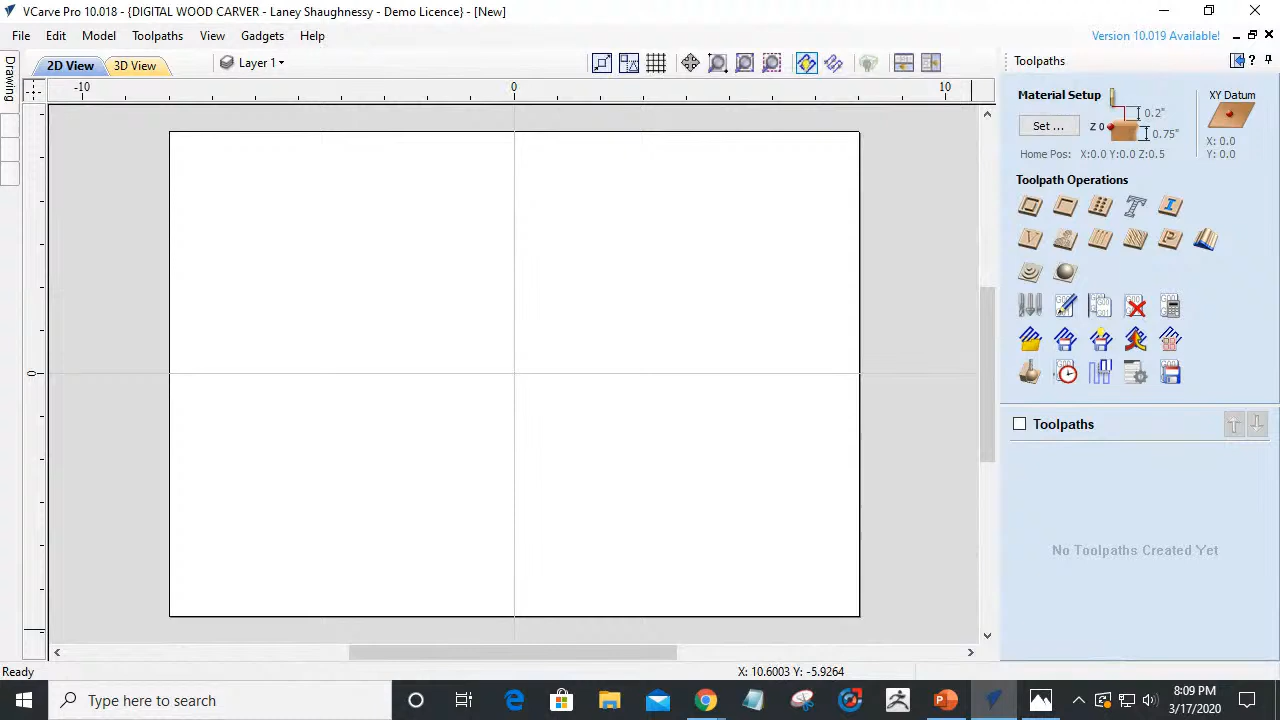 VCarve Pro 10.018 - {DIGITAL WOOD CARVER - Laney Shaughnessy - Demo Licence} - [New]
File Edit Model Toolpaths View Gadgets Help
Version 10.019 Available!
2D View 3D View Layer 1
Drawing
-10 0 10
0
Toolpaths
Material Setup
XY Datum
Set ...
Z 0
0.2"
0.75"
X: 0.0
Y: 0.0
Home Pos: X:0.0 Y:0.0 Z:0.5
Toolpath Operations
Toolpaths
No Toolpaths Created Yet
Ready
X: 10.6003 Y: -5.9264
Type here to search
8:09 PM
3/17/2020